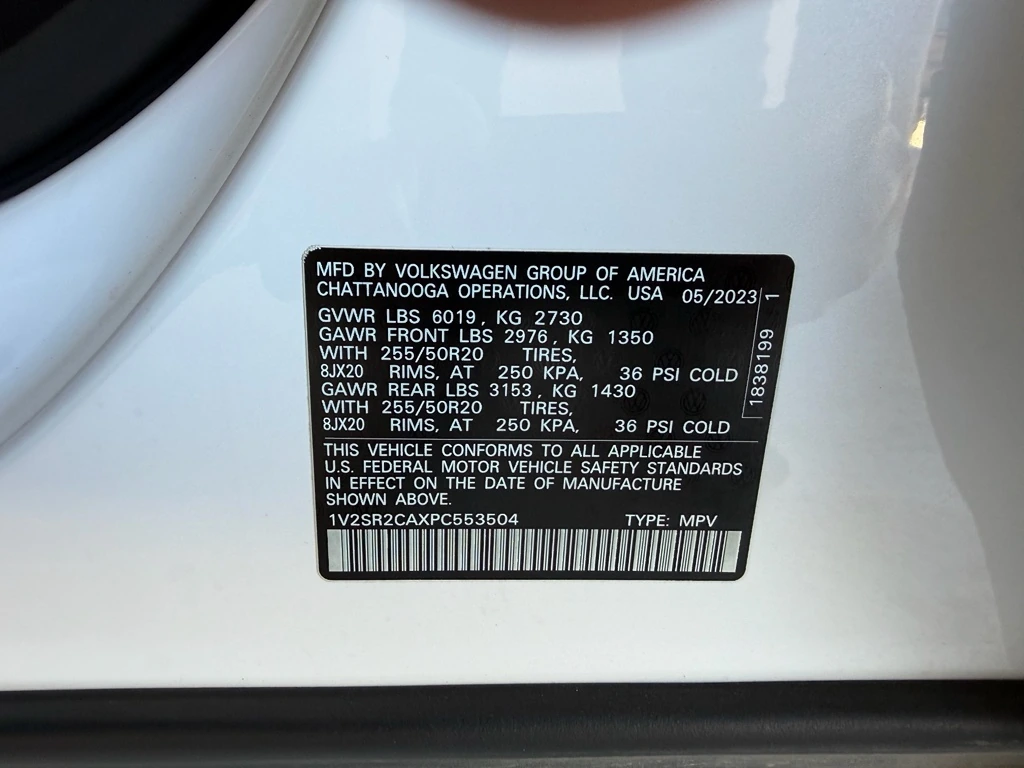 MFD BY VOLKSWAGEN GROUP OF AMERICA
CHATTANOOGA OPERATIONS, LLC. USA 05/2023
GVWR LBS 6019, KG 2730
GAWR FRONT LBS 2976, KG 1350
WITH 255/50R20 TIRES,
8JX20 RIMS, AT 250 KPA, 36 PSI COLD
GAWR REAR LBS 3153, KG 1430
WITH 255/50R20 TIRES,
8JX20 RIMS, AT 250 KPA, 36 PSI COLD
1838199 1
THIS VEHICLE CONFORMS TO ALL APPLICABLE
U.S. FEDERAL MOTOR VEHICLE SAFETY STANDARDS
IN EFFECT ON THE DATE OF MANUFACTURE
SHOWN ABOVE.
1V2SR2CAXPC553504 TYPE: MPV